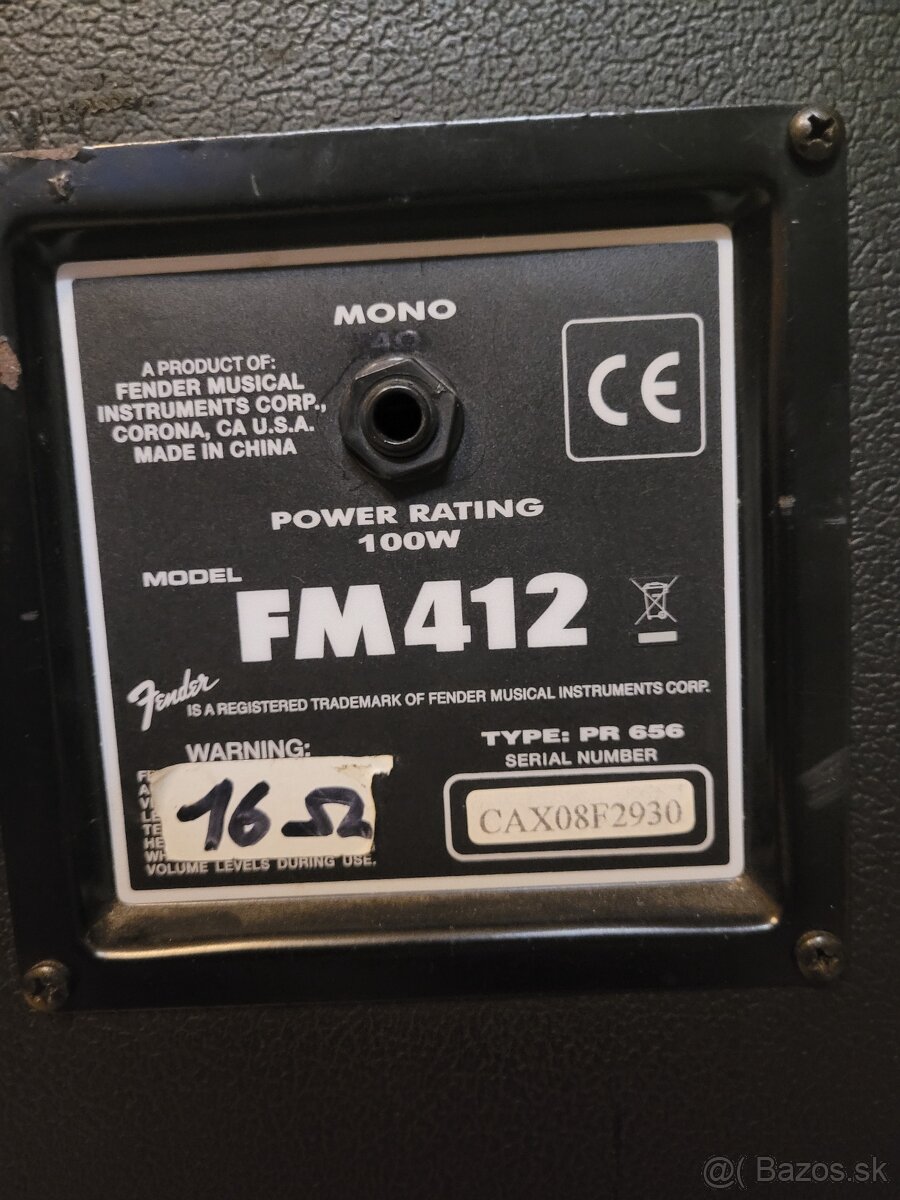 MONO
A PRODUCT OF:
FENDER MUSICAL
INSTRUMENTS CORP.,
CORONA, CA U.S.A.
MADE IN CHINA
CE
POWER RATING
100W
MODEL
FM412
Fender IS A REGISTERED TRADEMARK OF FENDER MUSICAL INSTRUMENTS CORP.
TYPE: PR 656
SERIAL NUMBER
CAX08F2930
WARNING:
16 Ω
VOLUME LEVELS DURING USE.
@( Bazos.sk